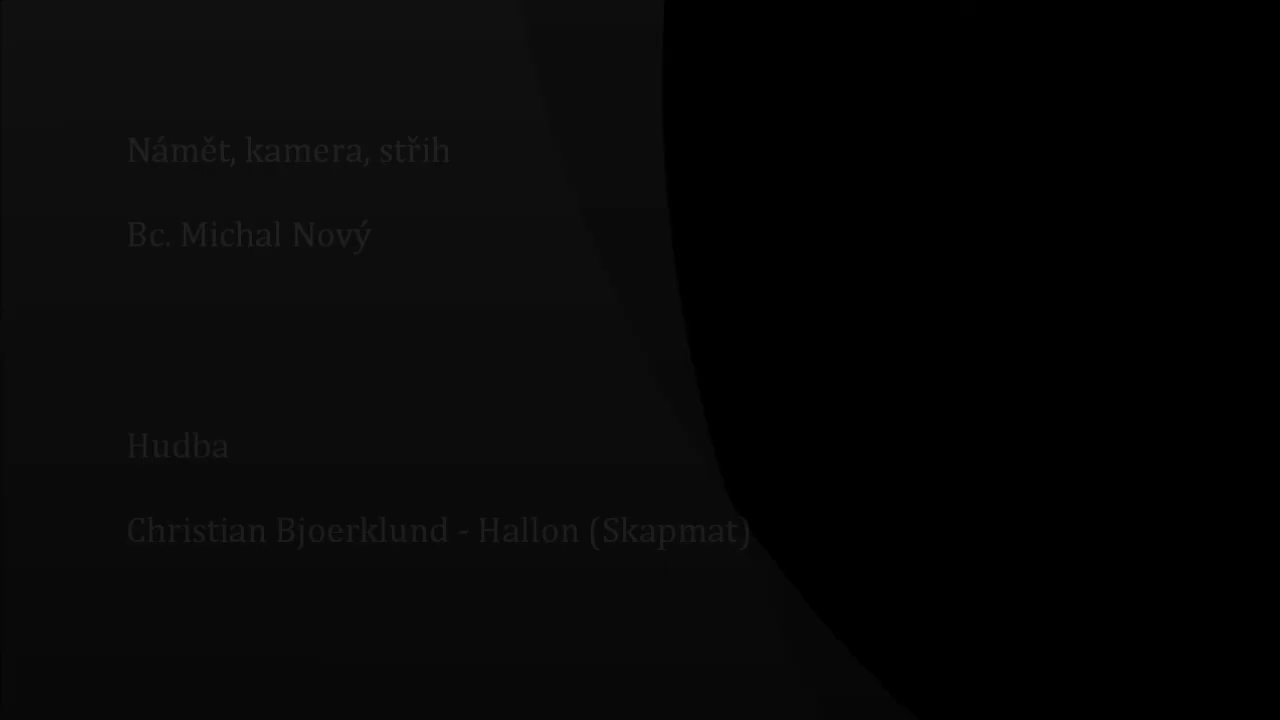 Námět, kamera, střih
Bc. Michal Nový
Hudba
Christian Bjoerklund - Hallon (Skapmat)